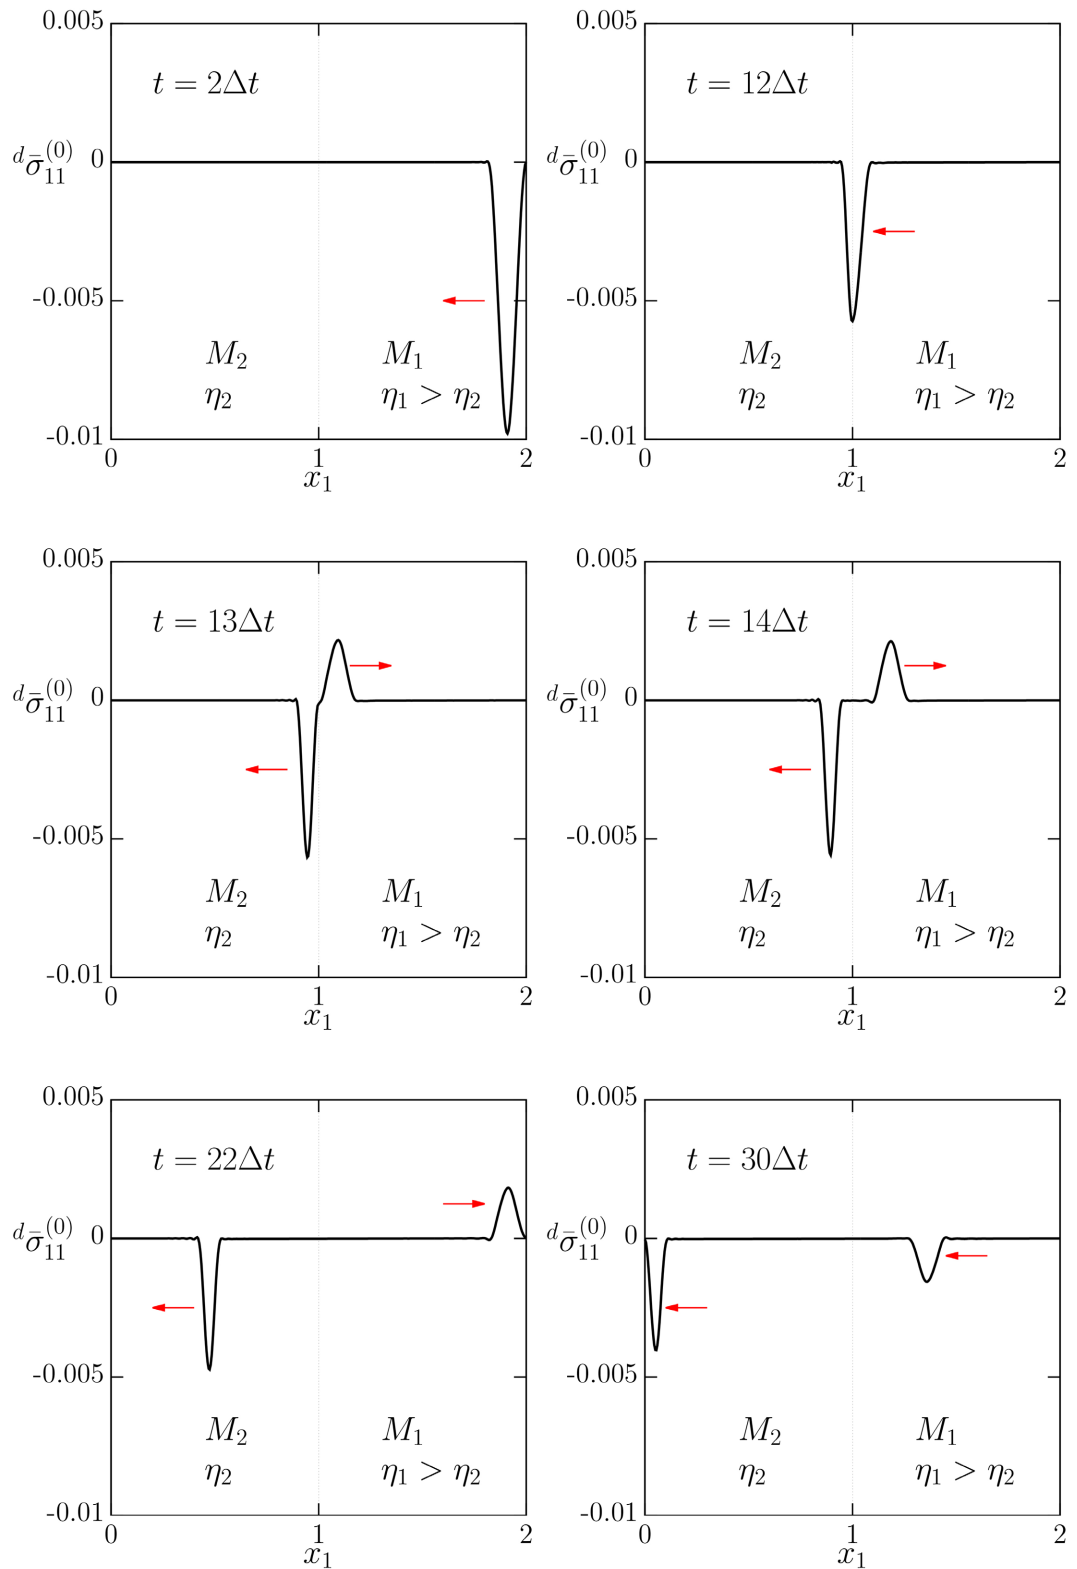 0.005
t = 2Δt
ᵈσ̄₁₁⁽⁰⁾ 0
-0.005
M₂ M₁
η₂ η₁ > η₂
-0.01
0 1 2
x₁
0.005
t = 12Δt
ᵈσ̄₁₁⁽⁰⁾ 0
-0.005
M₂ M₁
η₂ η₁ > η₂
-0.01
0 1 2
x₁
0.005
t = 13Δt
ᵈσ̄₁₁⁽⁰⁾ 0
-0.005
M₂ M₁
η₂ η₁ > η₂
-0.01
0 1 2
x₁
0.005
t = 14Δt
ᵈσ̄₁₁⁽⁰⁾ 0
-0.005
M₂ M₁
η₂ η₁ > η₂
-0.01
0 1 2
x₁
0.005
t = 22Δt
ᵈσ̄₁₁⁽⁰⁾ 0
-0.005
M₂ M₁
η₂ η₁ > η₂
-0.01
0 1 2
x₁
0.005
t = 30Δt
ᵈσ̄₁₁⁽⁰⁾ 0
-0.005
M₂ M₁
η₂ η₁ > η₂
-0.01
0 1 2
x₁